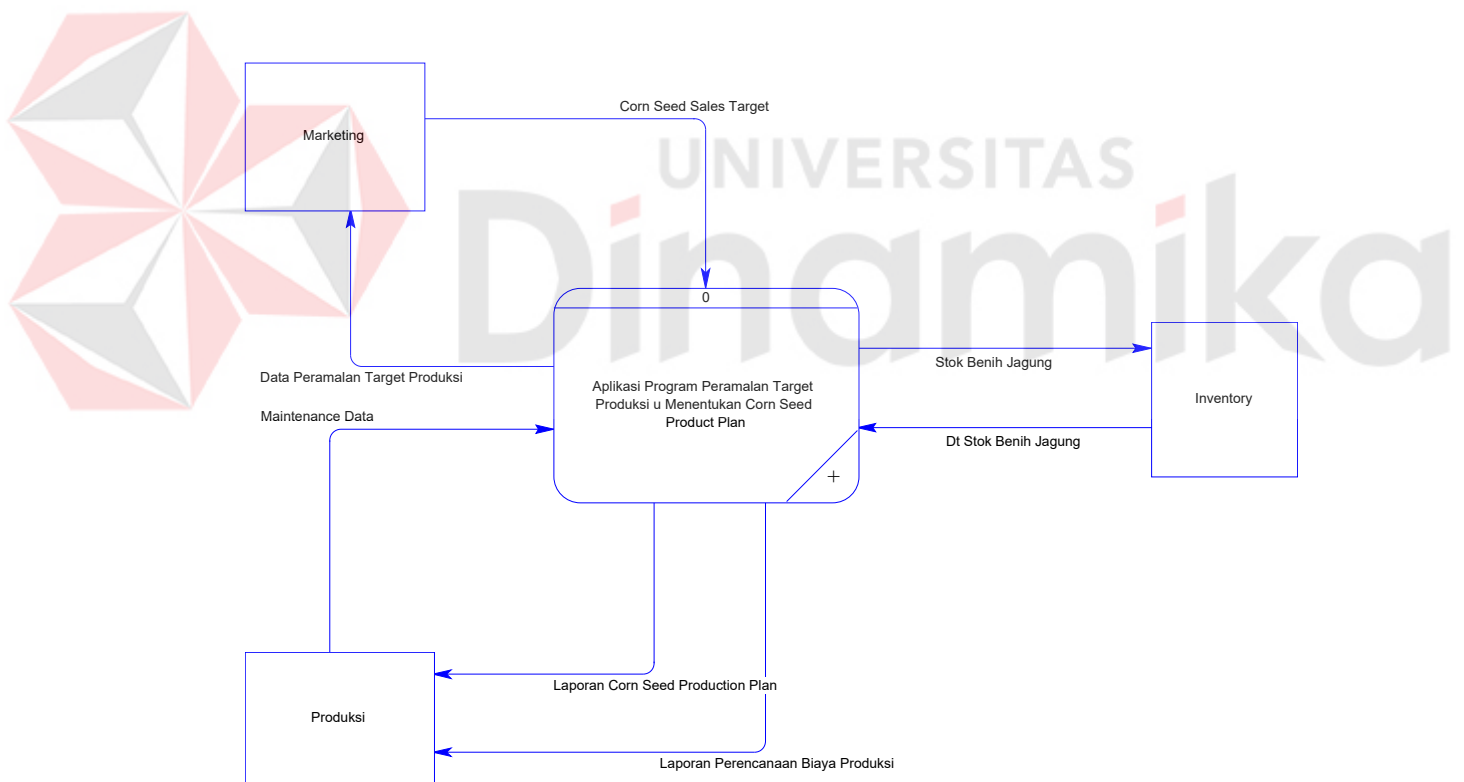 Corn Seed Sales Target
Marketing
UNIVERSITAS
Dinamika
0
Stok Benih Jagung
Data Peramalan Target Produksi
Aplikasi Program Peramalan Target
Produksi u Menentukan Corn Seed
Product Plan
Inventory
Maintenance Data
Dt Stok Benih Jagung
+
Laporan Corn Seed Production Plan
Produksi
Laporan Perencanaan Biaya Produksi